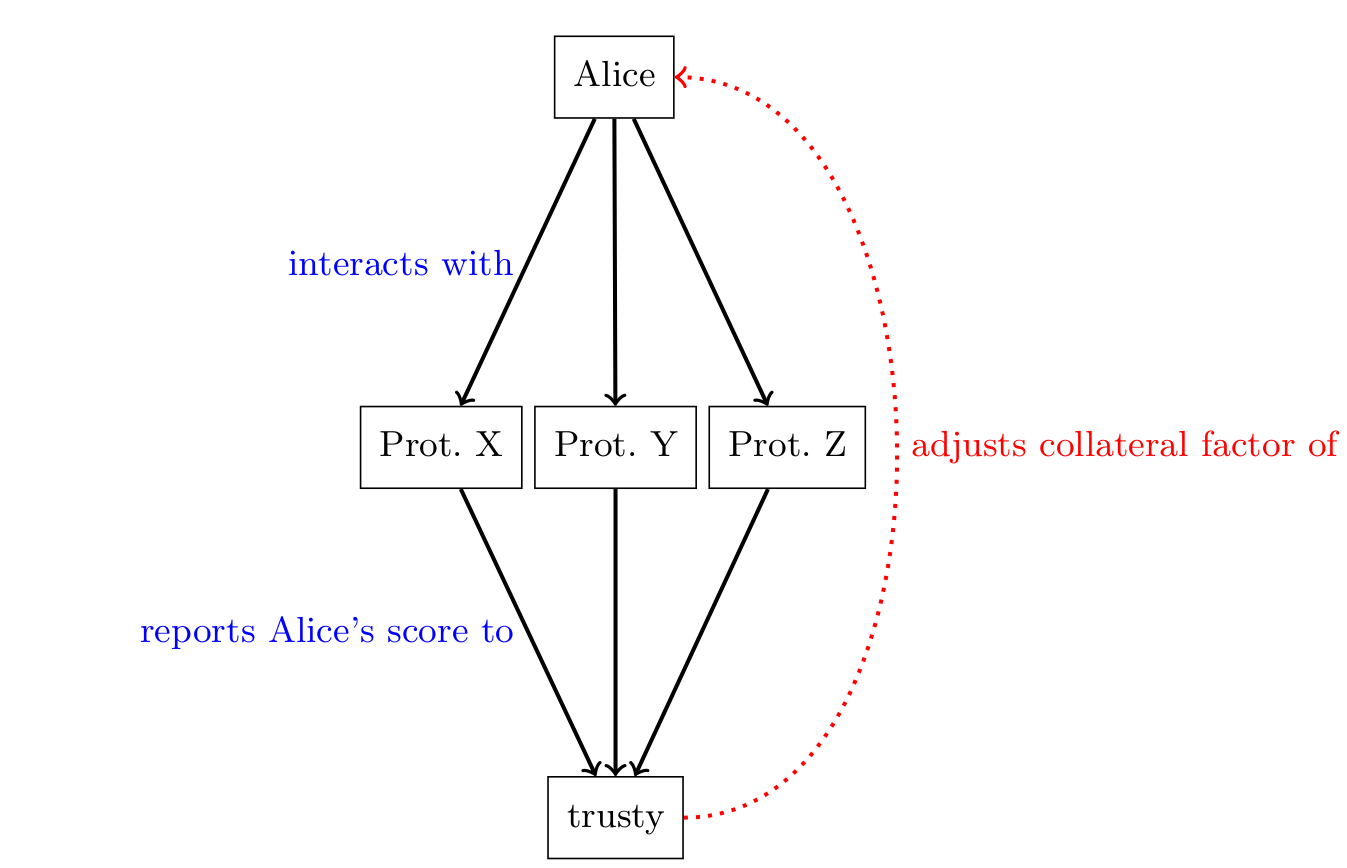 Alice
interacts with
Prot. X
Prot. Y
Prot. Z
adjusts collateral factor of
reports Alice's score to
trusty